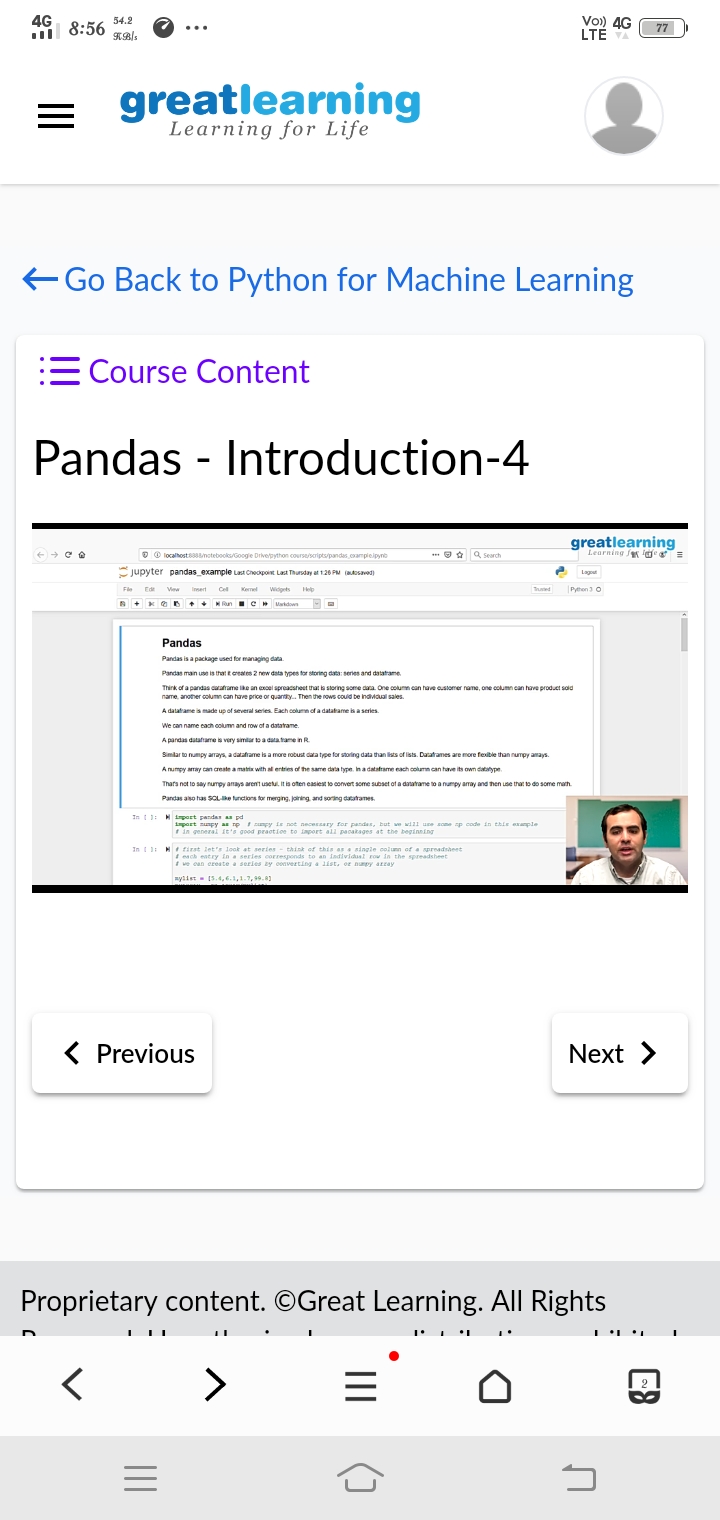 4G 8:56 54.2 KB/s ... Vo)) LTE 4G 77
greatlearning
Learning for Life
Go Back to Python for Machine Learning
Course Content
Pandas - Introduction-4
greatlearning
Learning for Life
localhost:8888/notebooks/Google Drive/python course/scripts/pandas_example.ipynb
Search
jupyter pandas_example Last Checkpoint: Last Thursday at 1:26 PM (autosaved)
Logout
File Edit View Insert Cell Kernel Widgets Help
Trusted Python 3
Run Markdown
Pandas
Pandas is a package used for managing data.
Pandas main use is that it creates 2 new data types for storing data: series and dataframe.
Think of a pandas dataframe like an excel spreadsheet that is storing some data. One column can have customer name, one column can have product sold
name, another column can have price or quantity... Then the rows could be individual sales.
A dataframe is made up of several series. Each column of a dataframe is a series.
We can name each column and row of a dataframe.
A pandas dataframe is very similar to a data.frame in R.
Similar to numpy arrays, a dataframe is a more robust data type for storing data than lists of lists. Dataframes are more flexible than numpy arrays.
A numpy array can create a matrix with all entries of the same data type. In a dataframe each column can have its own datatype.
That's not to say numpy arrays aren't useful. It is often easiest to convert some subset of a dataframe to a numpy array and then use that to do some math.
Pandas also has SQL-like functions for merging, joining, and sorting dataframes.
In [ ]: import pandas as pd
import numpy as np # numpy is not necessary for pandas, but we will use some np code in this example
# in general it's good practice to import all pacakages at the beginning
In [ ]: # first let's look at series - think of this as a single column of a spreadsheet
# each entry in a series corresponds to an individual row in the spreadsheet
# we can create a series by converting a list, or numpy array
mylist = [5.4,6.1,1.7,99.8]
Previous
Next
Proprietary content. ©Great Learning. All Rights
2